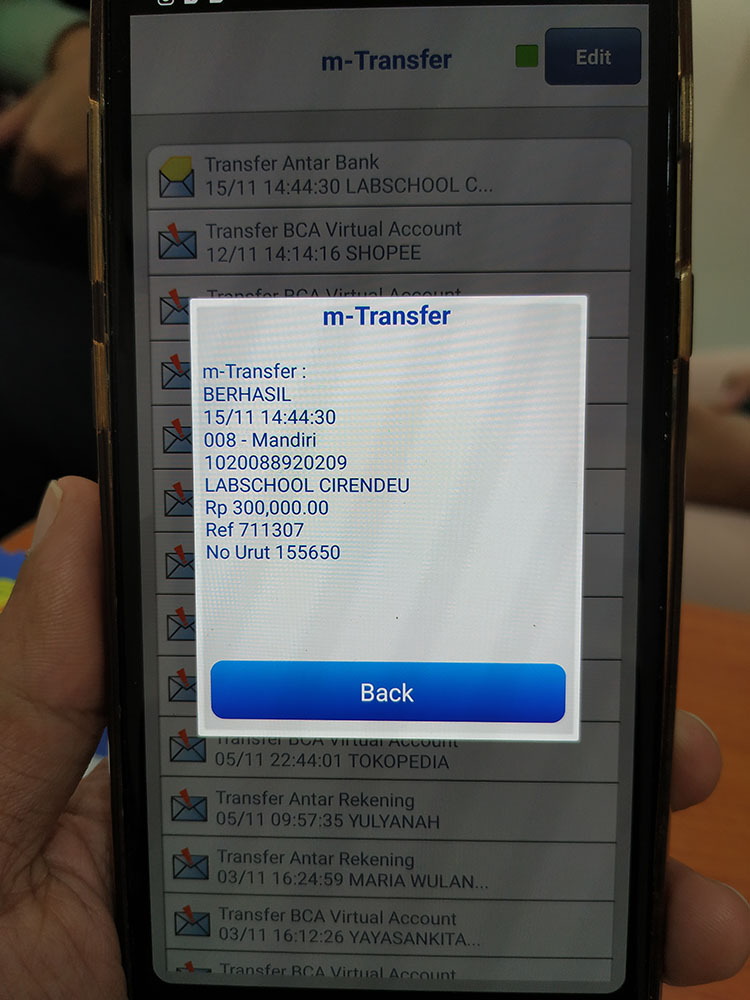 m-Transfer
Edit
Transfer Antar Bank
15/11 14:44:30 LABSCHOOL C...
Transfer BCA Virtual Account
12/11 14:14:16 SHOPEE
Transfer BCA Virtual Account
m-Transfer
m-Transfer :
BERHASIL
15/11 14:44:30
008 - Mandiri
1020088920209
LABSCHOOL CIRENDEU
Rp 300,000.00
Ref 711307
No Urut 155650
Back
Transfer BCA Virtual Account
05/11 22:44:01 TOKOPEDIA
Transfer Antar Rekening
05/11 09:57:35 YULYANAH
Transfer Antar Rekening
03/11 16:24:59 MARIA WULAN...
Transfer BCA Virtual Account
03/11 16:12:26 YAYASANKITA...
Transfer BCA Virtual Account